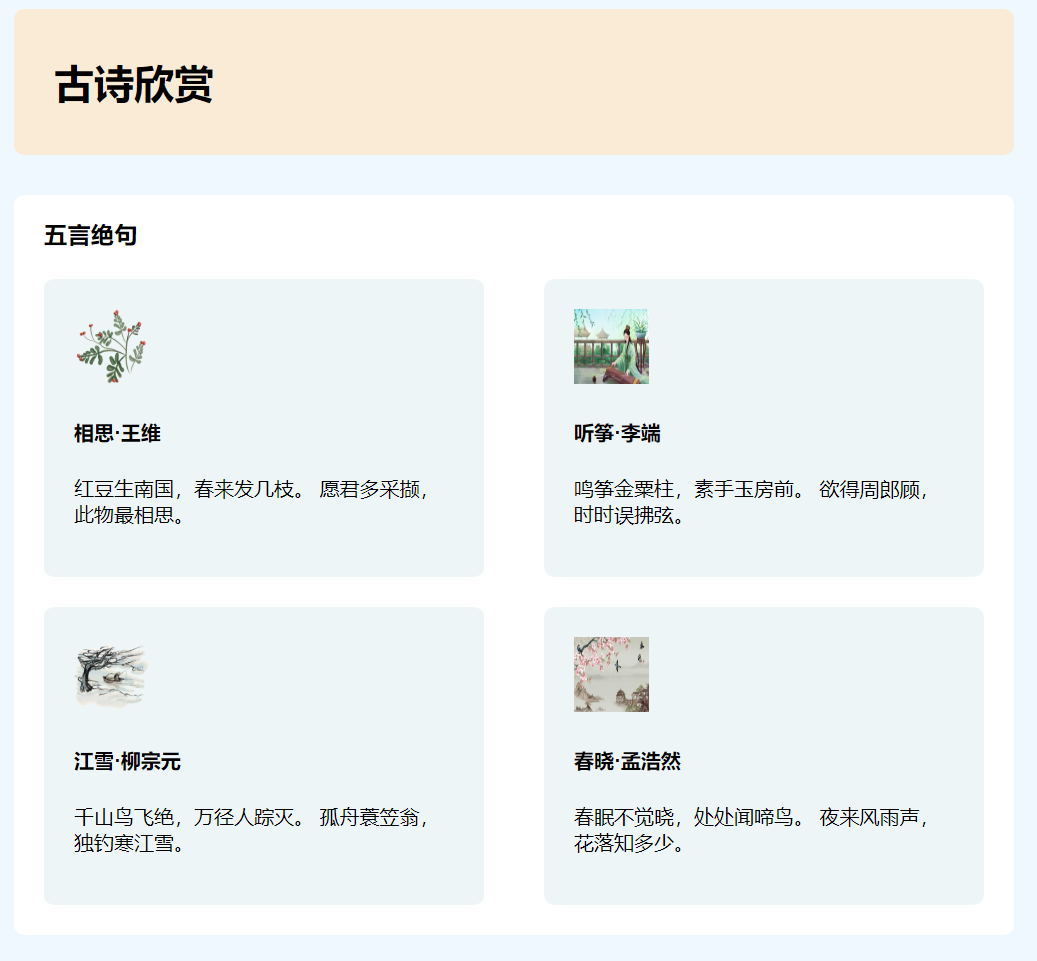 古诗欣赏
五言绝句
相思·王维
红豆生南国，春来发几枝。 愿君多采撷，
此物最相思。
听筝·李端
鸣筝金粟柱，素手玉房前。 欲得周郎顾，
时时误拂弦。
江雪·柳宗元
千山鸟飞绝，万径人踪灭。 孤舟蓑笠翁，
独钓寒江雪。
春晓·孟浩然
春眠不觉晓，处处闻啼鸟。 夜来风雨声，
花落知多少。